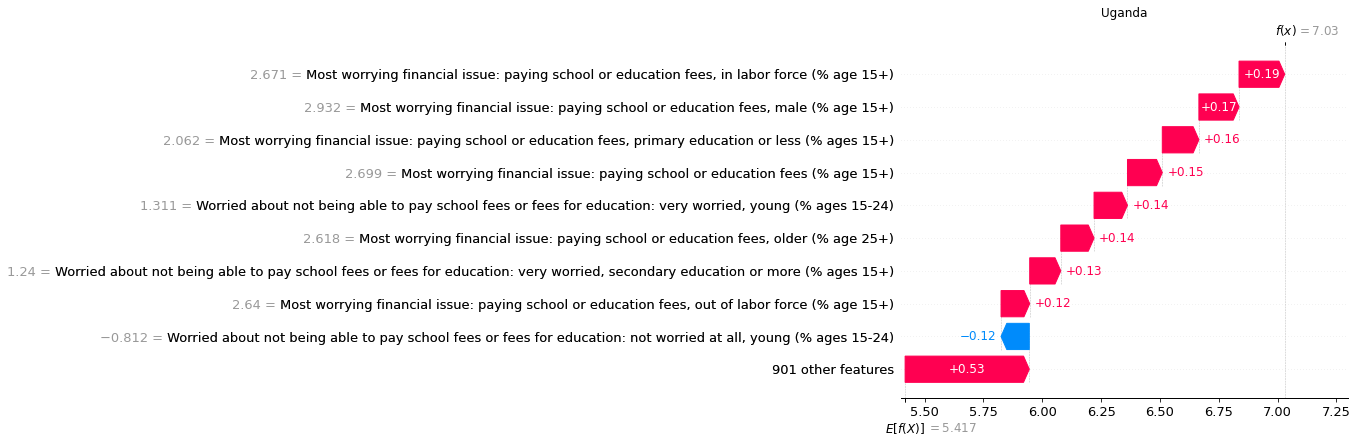 Uganda
f(x) = 7.03
2.671 = Most worrying financial issue: paying school or education fees, in labor force (% age 15+) +0.19
2.932 = Most worrying financial issue: paying school or education fees, male (% age 15+) +0.17
2.062 = Most worrying financial issue: paying school or education fees, primary education or less (% ages 15+) +0.16
2.699 = Most worrying financial issue: paying school or education fees (% age 15+) +0.15
1.311 = Worried about not being able to pay school fees or fees for education: very worried, young (% ages 15-24) +0.14
2.618 = Most worrying financial issue: paying school or education fees, older (% age 25+) +0.14
1.24 = Worried about not being able to pay school fees or fees for education: very worried, secondary education or more (% ages 15+) +0.13
2.64 = Most worrying financial issue: paying school or education fees, out of labor force (% age 15+) +0.12
−0.812 = Worried about not being able to pay school fees or fees for education: not worried at all, young (% ages 15-24) −0.12
901 other features +0.53
5.50 5.75 6.00 6.25 6.50 6.75 7.00 7.25
E[f(X)] = 5.417